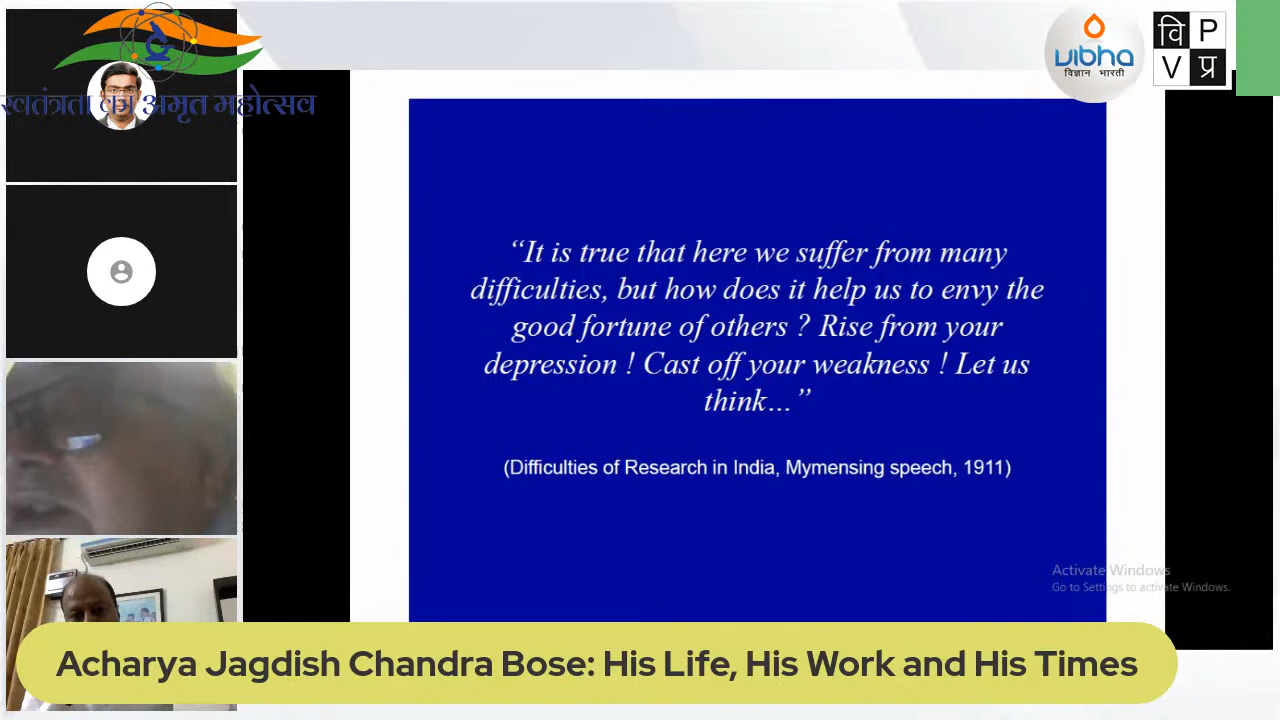 स्वतंत्रता का अमृत महोत्सव
vibha
विज्ञान भारती
वि P
V प्र
“It is true that here we suffer from many
difficulties, but how does it help us to envy the
good fortune of others ? Rise from your
depression ! Cast off your weakness ! Let us
think…”
(Difficulties of Research in India, Mymensing speech, 1911)
Activate Windows
Go to Settings to activate Windows.
Acharya Jagdish Chandra Bose: His Life, His Work and His Times